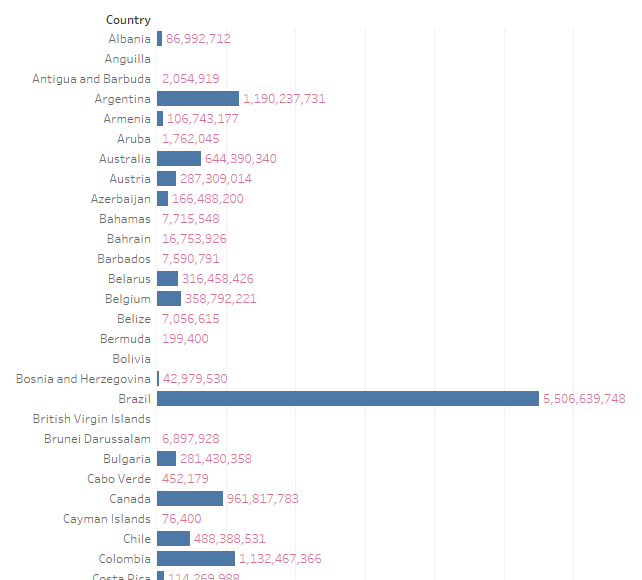 Country
Albania 86,992,712
Anguilla
Antigua and Barbuda 2,054,919
Argentina 1,190,237,731
Armenia 106,743,177
Aruba 1,762,045
Australia 644,390,340
Austria 287,309,014
Azerbaijan 166,488,200
Bahamas 7,715,548
Bahrain 16,753,926
Barbados 7,590,791
Belarus 316,458,426
Belgium 358,792,221
Belize 7,056,615
Bermuda 199,400
Bolivia
Bosnia and Herzegovina 42,979,530
Brazil 5,506,639,748
British Virgin Islands
Brunei Darussalam 6,897,928
Bulgaria 281,430,358
Cabo Verde 452,179
Canada 961,817,783
Cayman Islands 76,400
Chile 488,388,531
Colombia 1,132,467,366
Costa Rica 114,269,988